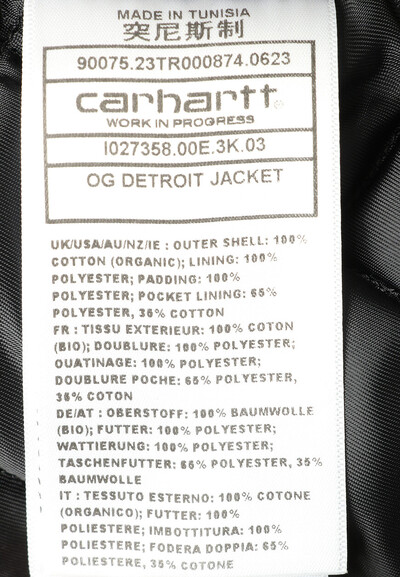 MADE IN TUNISIA
突尼斯制
90075.23TR000874.0623
carhartt®
WORK IN PROGRESS
I027358.00E.3K.03
OG DETROIT JACKET
UK/USA/AU/NZ/IE : OUTER SHELL: 100%
COTTON (ORGANIC); LINING: 100%
POLYESTER; PADDING: 100%
POLYESTER; POCKET LINING: 65%
POLYESTER, 35% COTTON
FR : TISSU EXTERIEUR: 100% COTON
(BIO); DOUBLURE: 100% POLYESTER;
OUATINAGE: 100% POLYESTER;
DOUBLURE POCHE: 65% POLYESTER,
35% COTON
DE/AT : OBERSTOFF: 100% BAUMWOLLE
(BIO); FUTTER: 100% POLYESTER;
WATTIERUNG: 100% POLYESTER;
TASCHENFUTTER: 65% POLYESTER, 35%
BAUMWOLLE
IT : TESSUTO ESTERNO: 100% COTONE
(ORGANICO); FUTTER: 100%
POLIESTERE; IMBOTTITURA: 100%
POLIESTERE; FODERA DOPPIA: 65%
POLIESTERE, 35% COTONE